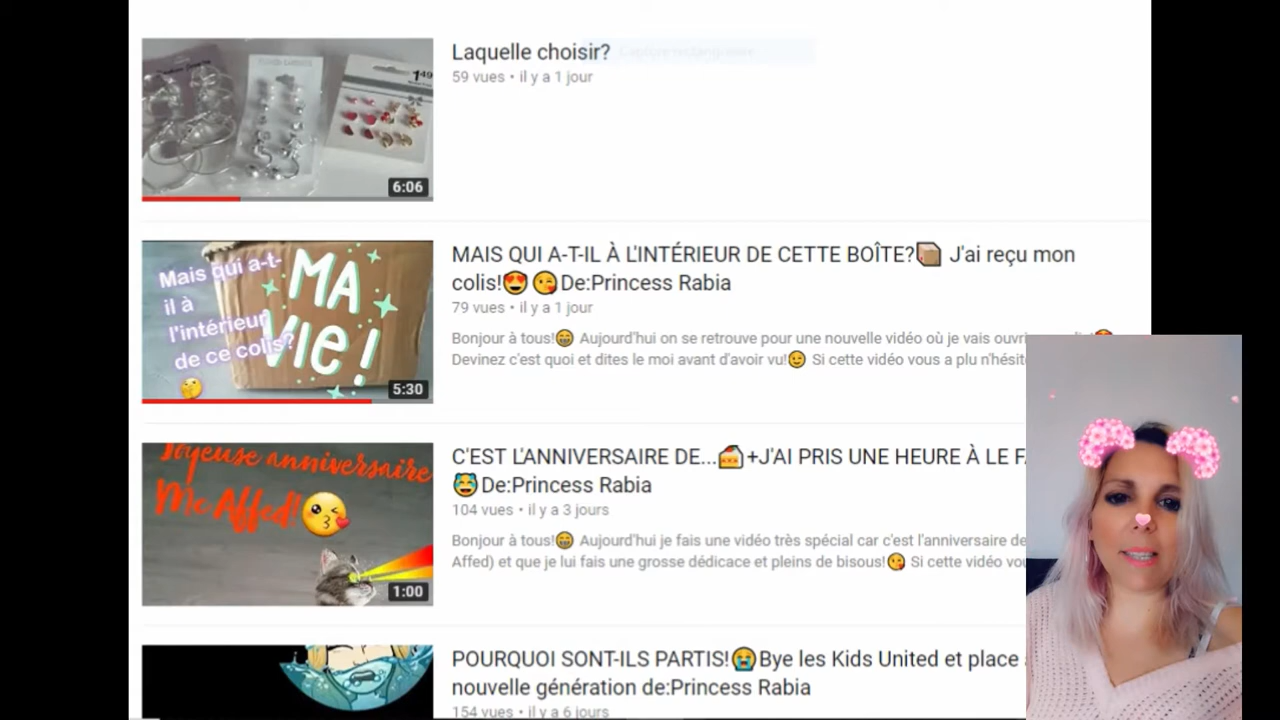 Laquelle choisir?
59 vues • il y a 1 jour
1.49
6:06
MAIS QUI A-T-IL À L'INTÉRIEUR DE CETTE BOÎTE?📦 J'ai reçu mon
colis!😍😘De:Princess Rabia
79 vues • il y a 1 jour
Bonjour à tous!😁 Aujourd'hui on se retrouve pour une nouvelle vidéo où je vais
Devinez c'est quoi et dites le moi avant d'avoir vu!😉 Si cette vidéo vous a plu
Mais qui a-t-
il à
l'intérieur
de ce colis?
🤔
MA
VIE !
5:30
C'EST L'ANNIVERSAIRE DE...🍰+J'AI PRIS UNE HEURE À LE
😂De:Princess Rabia
104 vues • il y a 3 jours
Bonjour à tous!😁 Aujourd'hui je fais une vidéo très spécial car c'est l'anniversaire de
Affed) et que je lui fais une grosse dédicace et pleins de bisous!😘 Si cette vidéo
Joyeuse anniversaire
Mc Affed!😘
1:00
POURQUOI SONT-ILS PARTIS!😭Bye les Kids United et place
nouvelle génération de:Princess Rabia
154 vues • il y a 6 jours